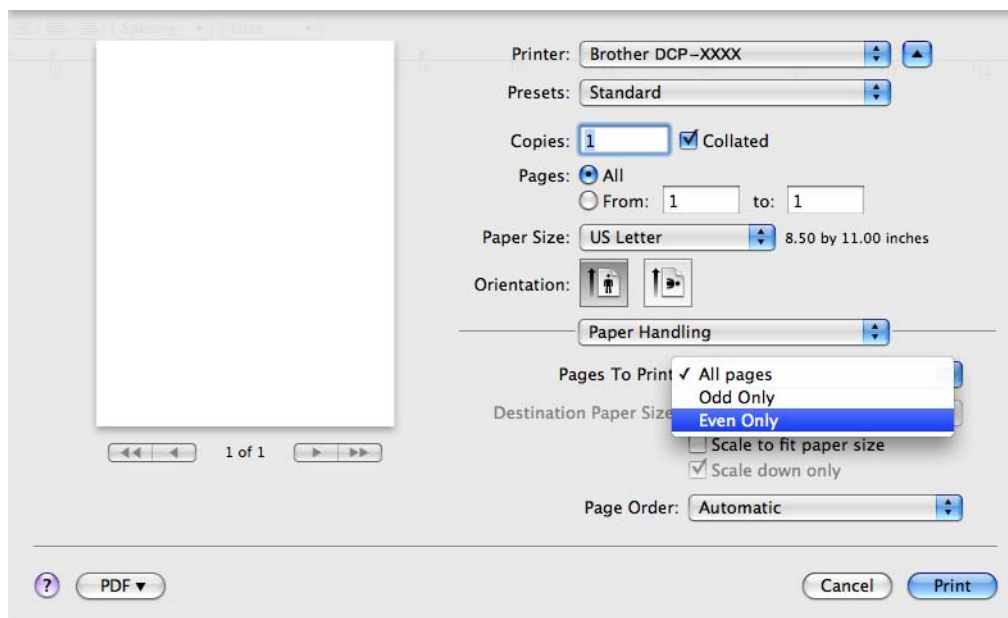 Spacing Lists
Printer: Brother DCP-XXXX
Presets: Standard
Copies: 1 Collated
Pages: All
From: 1 to: 1
Paper Size: US Letter 8.50 by 11.00 inches
Orientation:
Paper Handling
Pages To Print ✓ All pages
Odd Only
Destination Paper Size
Even Only
Scale to fit paper size
1 of 1
Scale down only
Page Order: Automatic
? PDF ▼ Cancel Print